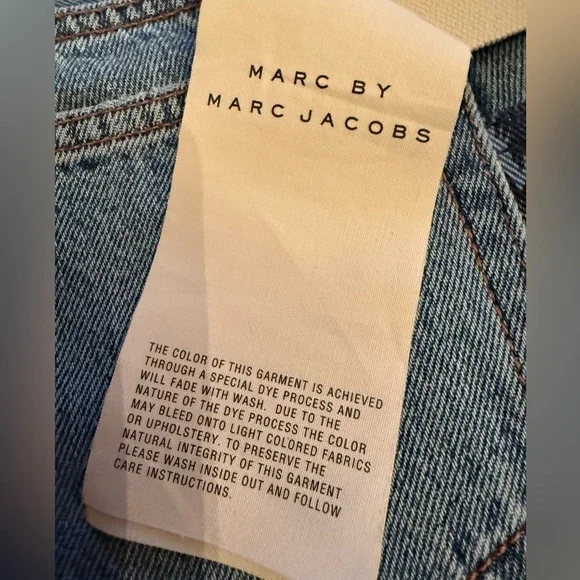 MARC BY
MARC JACOBS
THE COLOR OF THIS GARMENT IS ACHIEVED
THROUGH A SPECIAL DYE PROCESS AND
WILL FADE WITH WASH. DUE TO THE
NATURE OF THE DYE PROCESS THE COLOR
MAY BLEED ONTO LIGHT COLORED FABRICS
OR UPHOLSTERY. TO PRESERVE THE
NATURAL INTEGRITY OF THIS GARMENT
PLEASE WASH INSIDE OUT AND FOLLOW
CARE INSTRUCTIONS.